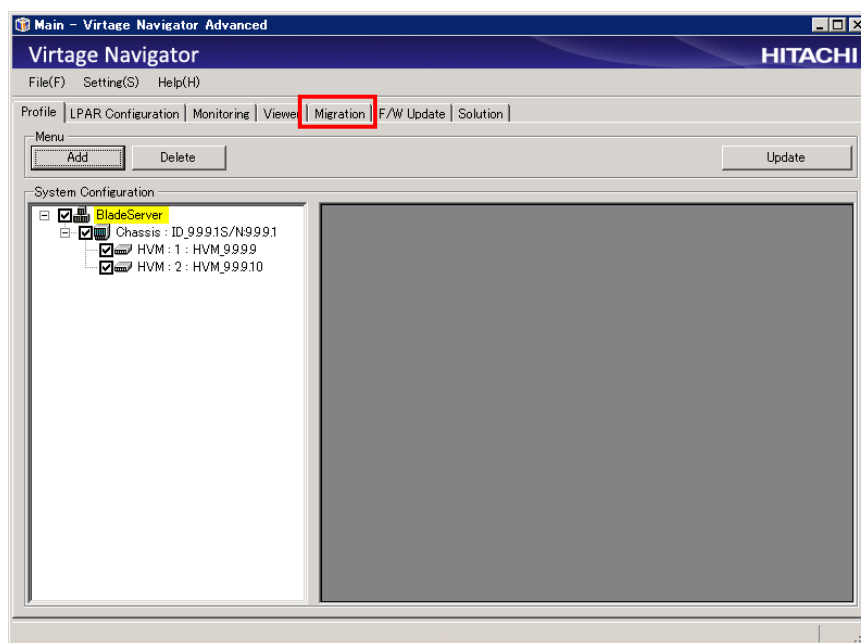 Main - Virtage Navigator Advanced
Virtage Navigator
HITACHI
File(F) Setting(S) Help(H)
Profile LPAR Configuration Monitoring Viewer Migration F/W Update Solution
Menu
Add Delete Update
System Configuration
BladeServer
Chassis : ID_9.9.9.1S/N:9.9.9.1
HVM : 1 : HVM_9.9.9.9
HVM : 2 : HVM_9.9.9.10